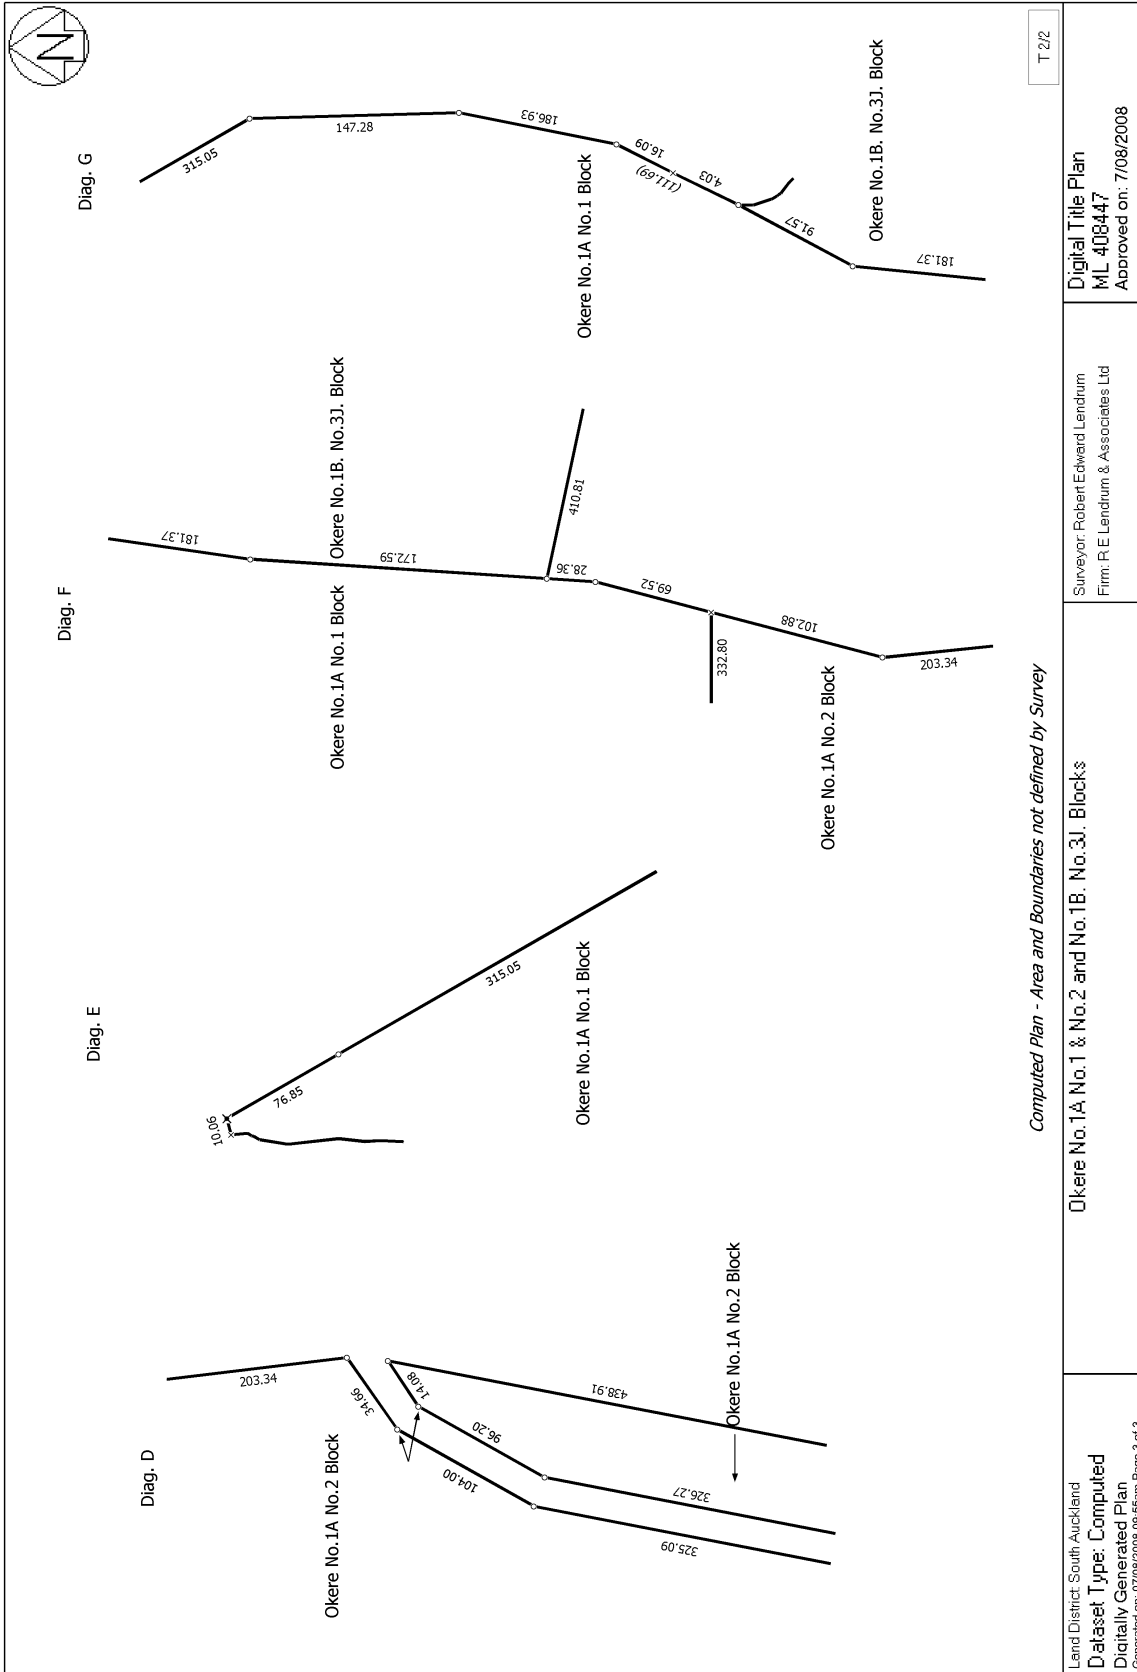 Diag. D
203.34
34.66
14.08
104.00
96.20
438.91
325.09
326.27
Okere No.1A No.2 Block
Okere No.1A No.2 Block
Diag. E
10.06
76.85
315.05
Okere No.1A No.1 Block
Diag. F
181.37
172.59
410.81
28.36
69.52
332.80
102.88
203.34
Okere No.1A No.1 Block
Okere No.1B. No.3J. Block
Okere No.1A No.2 Block
Diag. G
315.05
147.28
186.93
16.09
(111.69)
4.03
91.57
181.37
Okere No.1A No.1 Block
Okere No.1B. No.3J. Block
N
T 2/2
Computed Plan - Area and Boundaries not defined by Survey
Land District: South Auckland
Dataset Type: Computed
Digitally Generated Plan
Okere No.1A No.1 & No.2 and No.1B. No.3J. Blocks
Surveyor: Robert Edward Lendrum
Firm: R E Lendrum & Associates Ltd
Digital Title Plan
ML 408447
Approved on: 7/08/2008